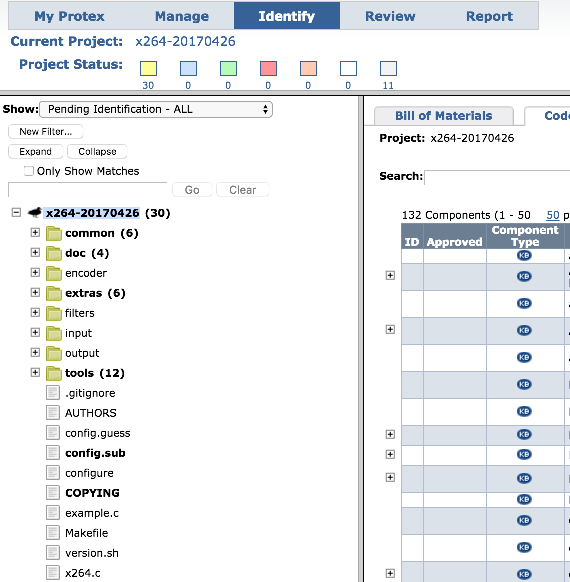 My Protex Manage Identify Review Report
Current Project: x264-20170426
Project Status:
30 0 0 0 0 0 11
Show: Pending Identification - ALL
New Filter...
Expand Collapse
Only Show Matches
Go Clear
x264-20170426 (30)
common (6)
doc (4)
encoder
extras (6)
filters
input
output
tools (12)
.gitignore
AUTHORS
config.guess
config.sub
configure
COPYING
example.c
Makefile
version.sh
x264.c
Bill of Materials
Project: x264-20170426
Search:
132 Components (1 - 50 50
ID Approved Component Type
KB
KB
KB
KB
KB
KB
KB
KB
KB
KB
KB
KB
KB
KB